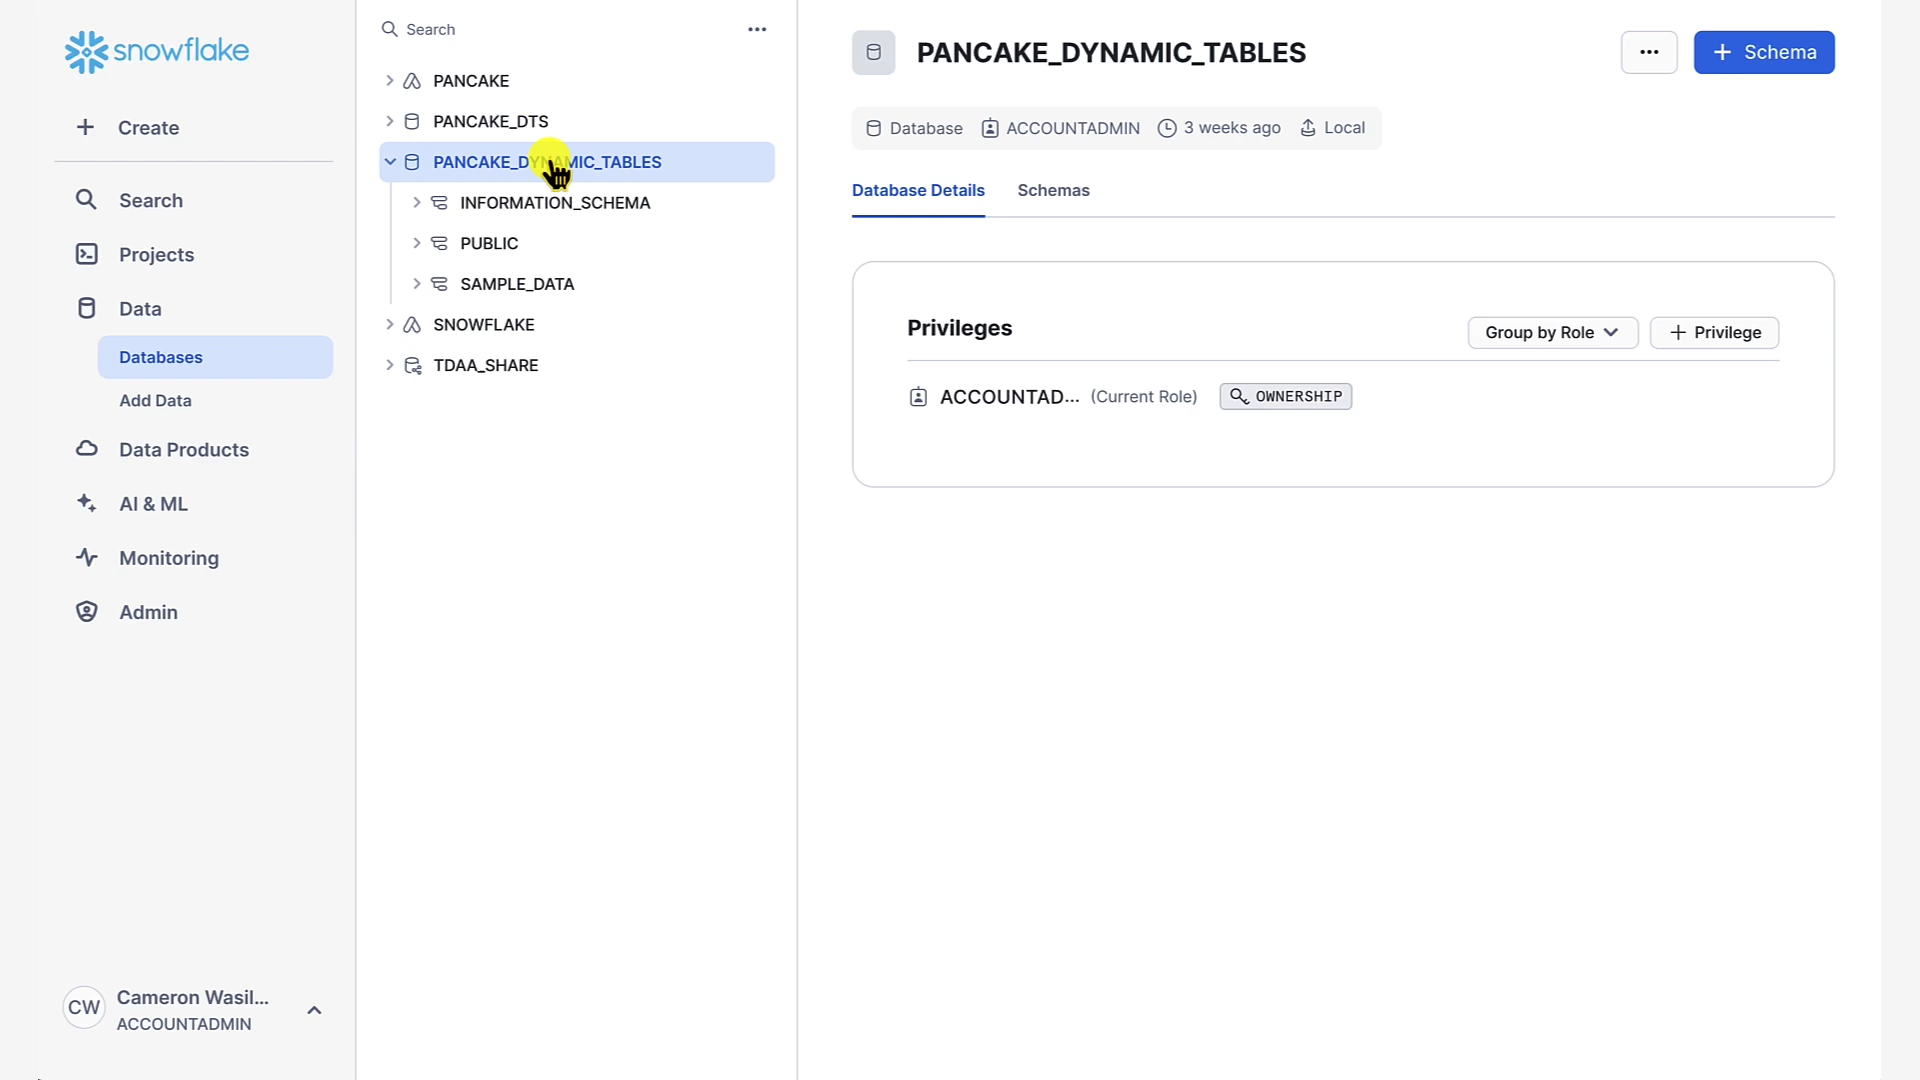 snowflake
Create
Search
Projects
Data
Databases
Add Data
Data Products
AI & ML
Monitoring
Admin
CW
Cameron Wasil...
ACCOUNTADMIN
Search
PANCAKE
PANCAKE_DTS
PANCAKE_DYNAMIC_TABLES
INFORMATION_SCHEMA
PUBLIC
SAMPLE_DATA
SNOWFLAKE
TDAA_SHARE
PANCAKE_DYNAMIC_TABLES
... + Schema
Database ACCOUNTADMIN 3 weeks ago Local
Database Details Schemas
Privileges Group by Role + Privilege
ACCOUNTAD... (Current Role) OWNERSHIP